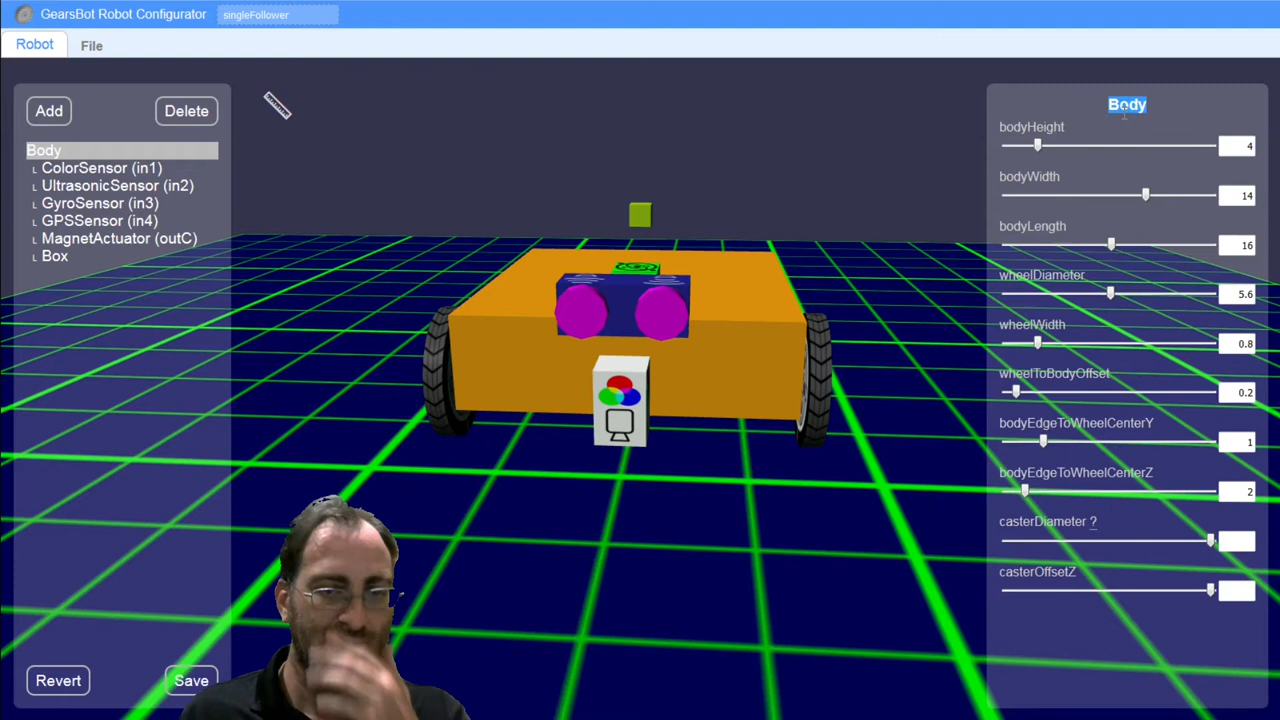 GearsBot Robot Configurator
singleFollower
Robot
File
Add
Delete
Body
L ColorSensor (in1)
L UltrasonicSensor (in2)
L GyroSensor (in3)
L GPSSensor (in4)
L MagnetActuator (outC)
L Box
Revert
Save
Body
bodyHeight
4
bodyWidth
14
bodyLength
16
wheelDiameter
5.6
wheelWidth
0.8
wheelToBodyOffset
0.2
bodyEdgeToWheelCenterY
1
bodyEdgeToWheelCenterZ
2
casterDiameter ?
casterOffsetZ